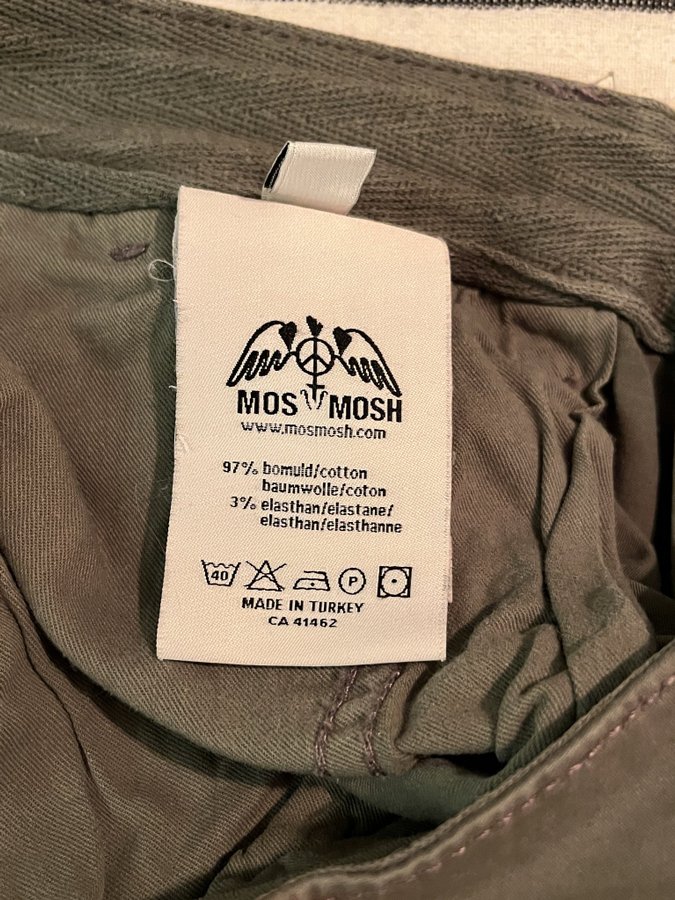 MOS MOSH
www.mosmosh.com
97% bomuld/cotton
baumwolle/coton
3% elasthan/elastane/
elasthan/elasthanne
40 P
MADE IN TURKEY
CA 41462